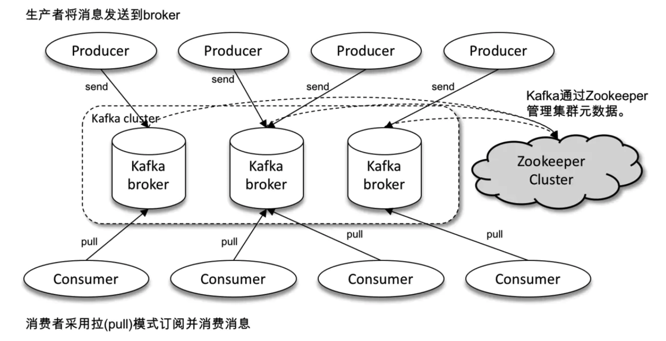 生产者将消息发送到broker
Producer
Producer
Producer
Producer
send
send
send
send
Kafka通过Zookeeper
管理集群元数据。
Kafka cluster
Kafka
broker
Kafka
broker
Kafka
broker
Zookeeper
Cluster
pull
pull
pull
pull
Consumer
Consumer
Consumer
Consumer
消费者采用拉(pull)模式订阅并消费消息